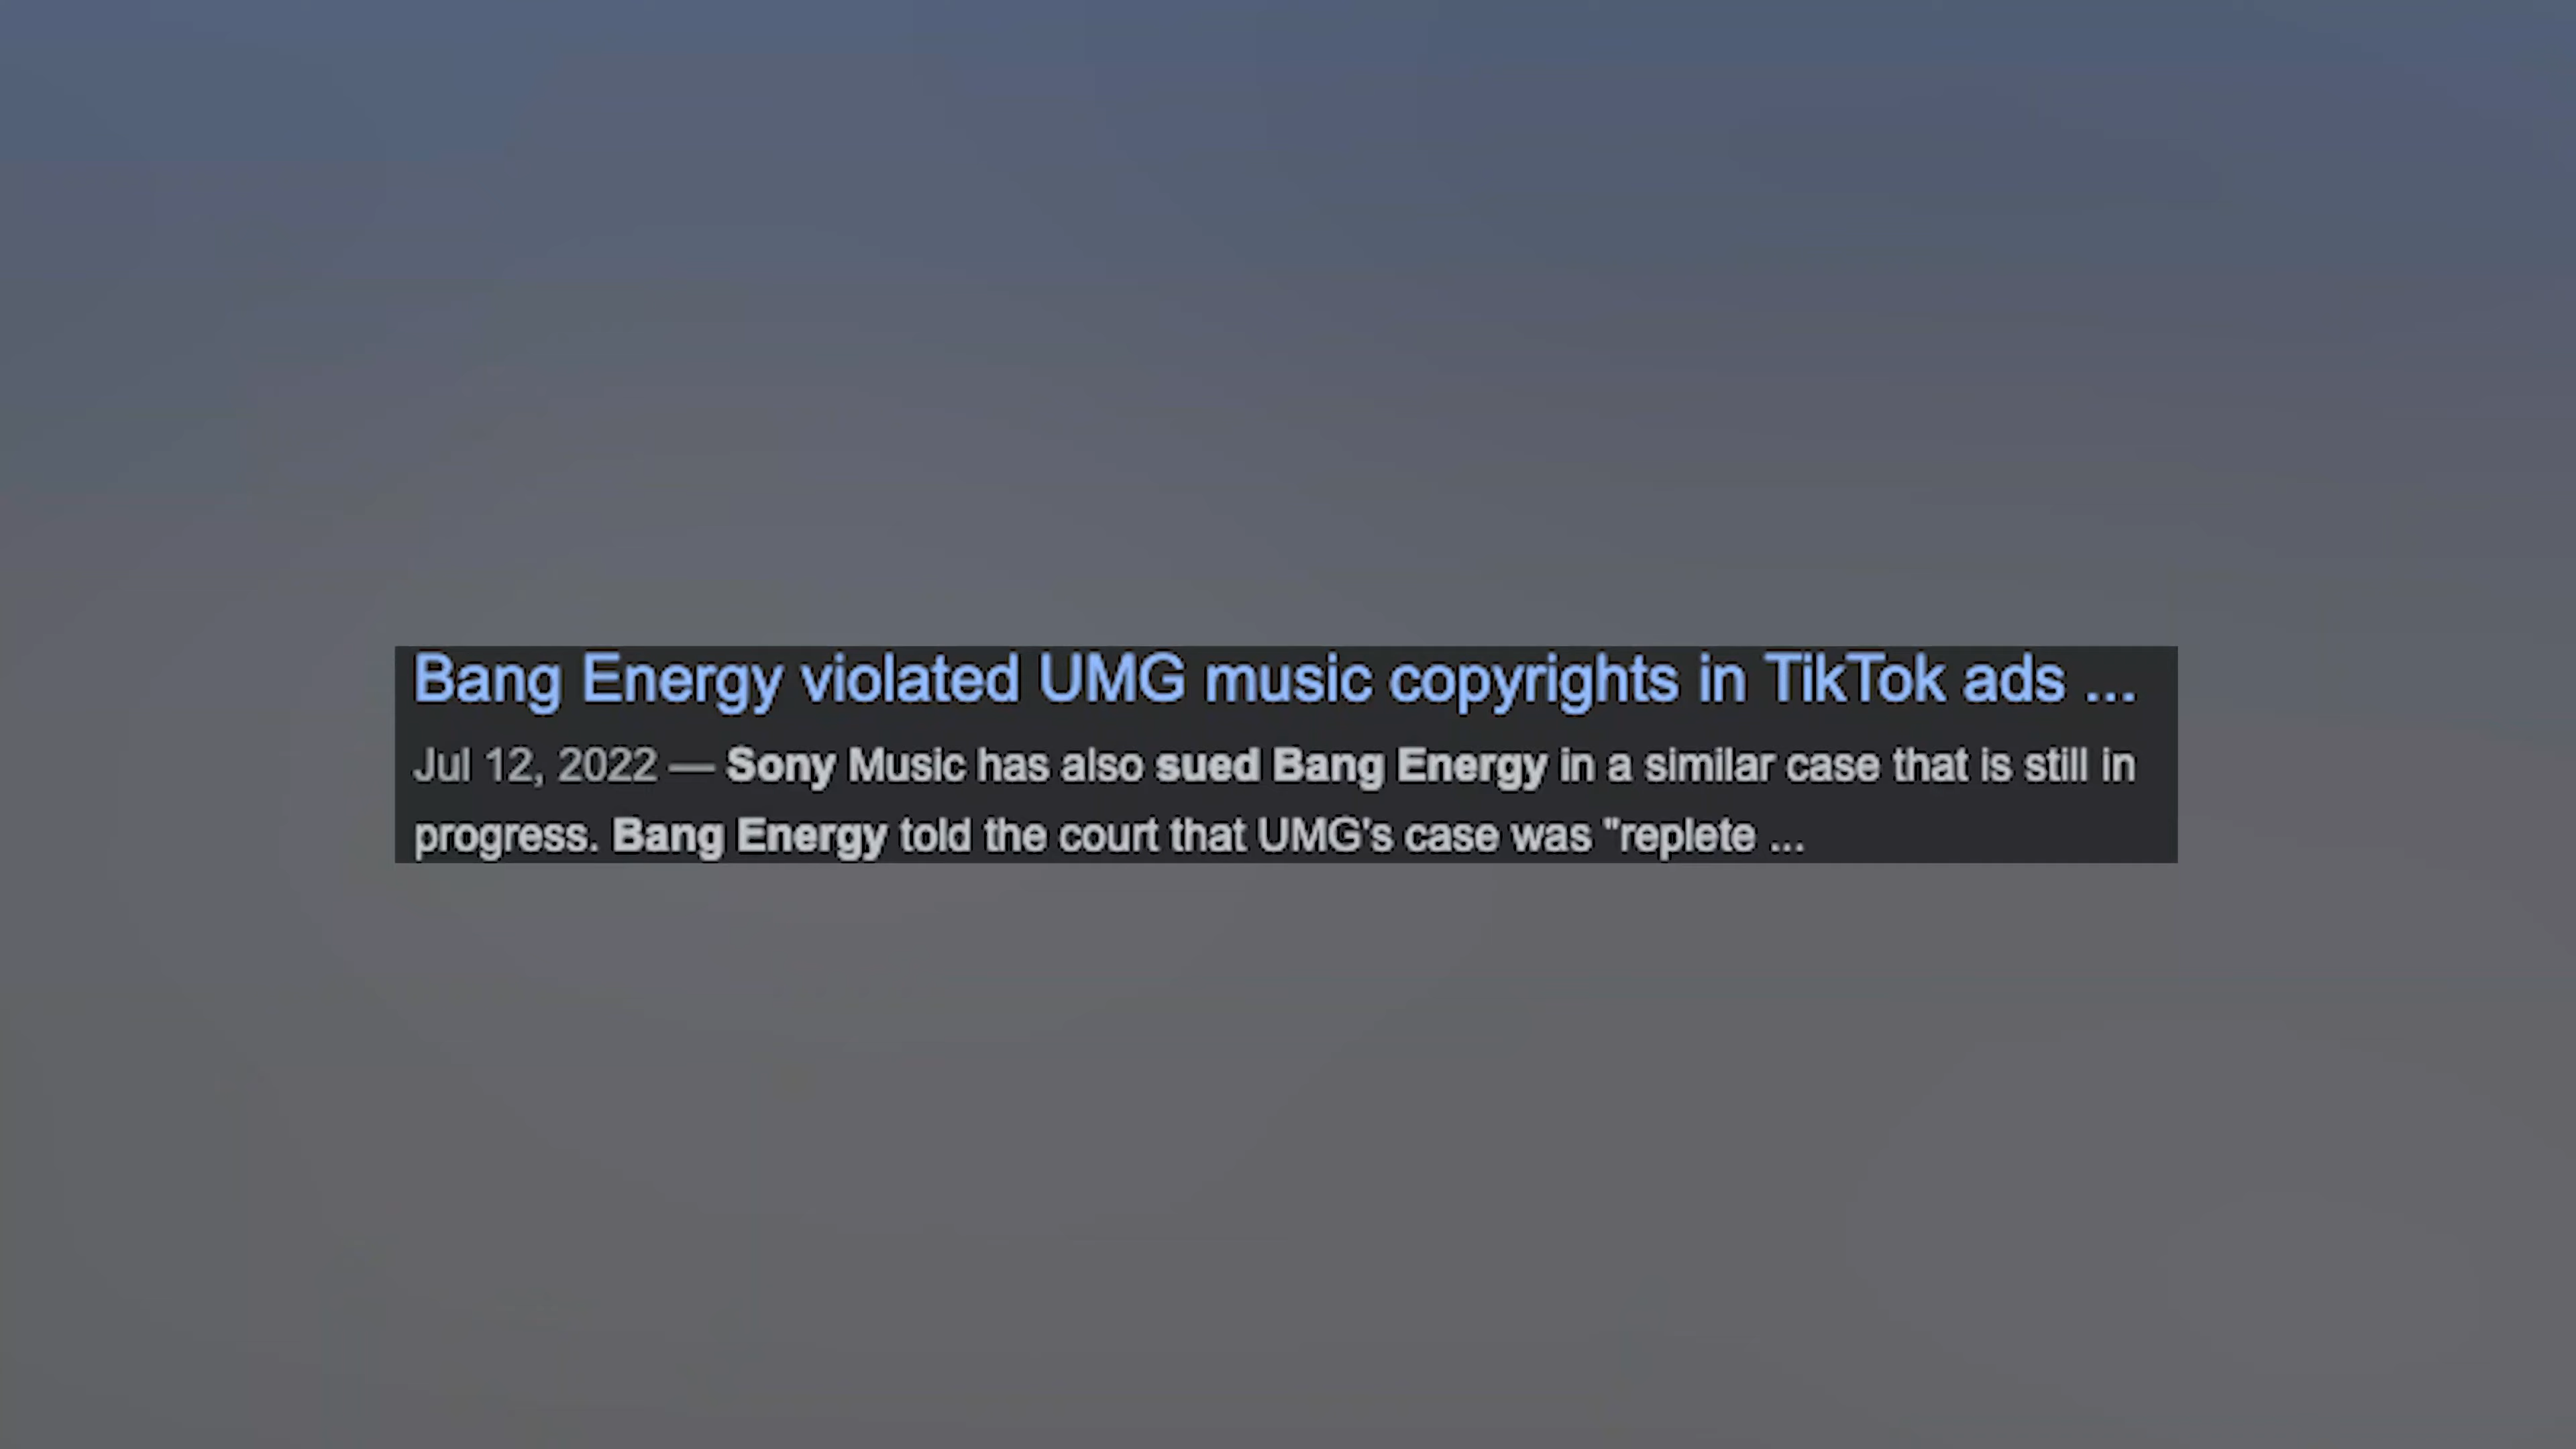 Bang Energy violated UMG music copyrights in TikTok ads ...
Jul 12, 2022 — Sony Music has also sued Bang Energy in a similar case that is still in
progress. Bang Energy told the court that UMG's case was "replete ...